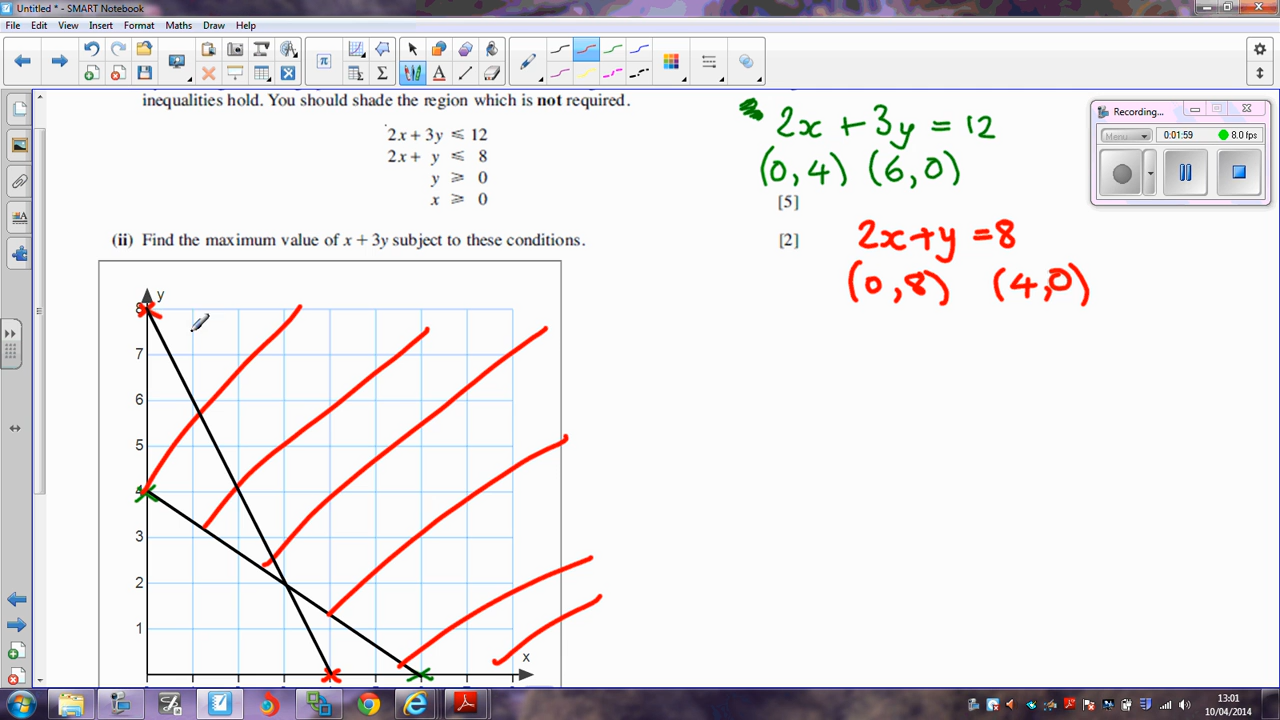 Untitled * - SMART Notebook
File Edit View Insert Format Maths Draw Help
inequalities hold. You should shade the region which is not required.
2x + 3y ⩽ 12
2x + y ⩽ 8
y ⩾ 0
x ⩾ 0
[5]
(ii) Find the maximum value of x + 3y subject to these conditions.
[2]
2x + 3y = 12
(0, 4) (6, 0)
2x+y = 8
(0, 8) (4, 0)
Recording...
Menu
0:01:59
8.0 fps
y
8
7
6
5
4
3
2
1
x
13:01
10/04/2014